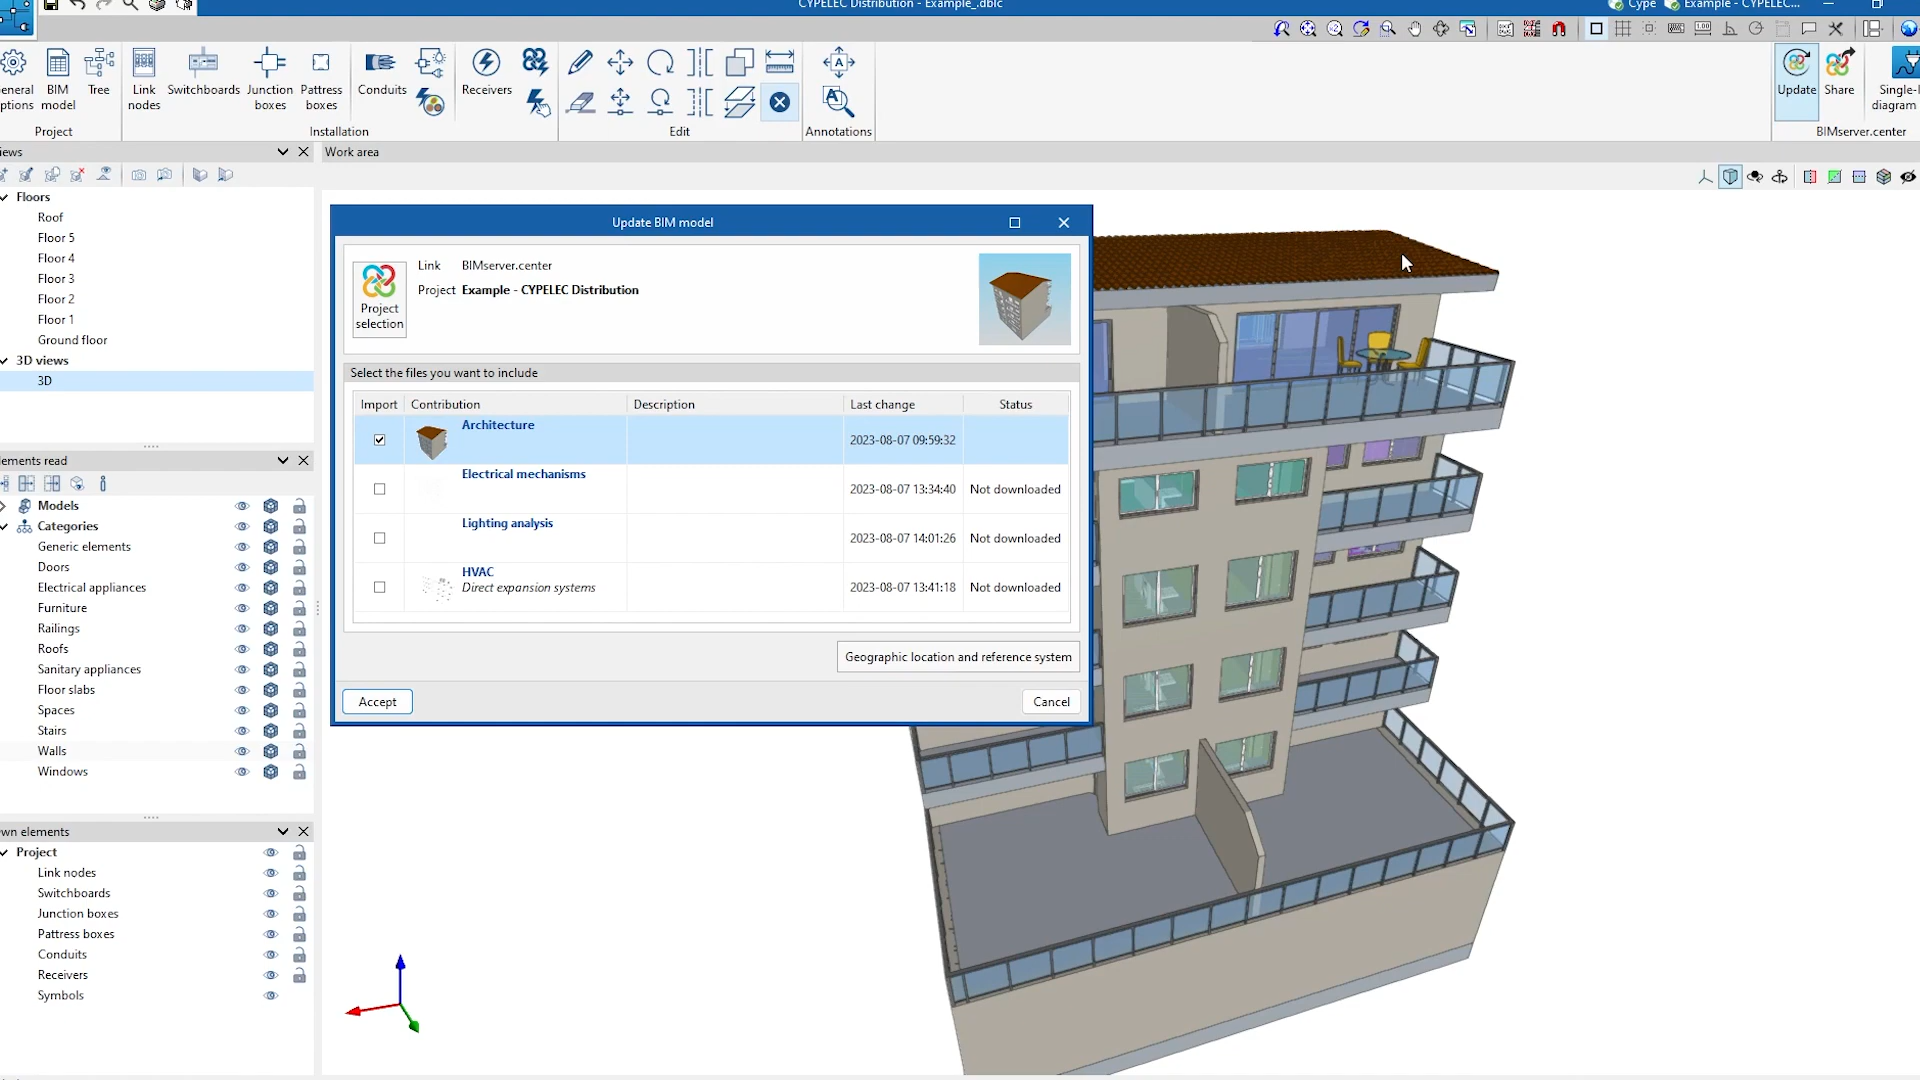 CYPELEC Distribution - Example_.dblc
Cype
Example - CYPELEC...
eneral
ptions
BIM
model
Tree
Link
nodes
Switchboards
Junction
boxes
Pattress
boxes
Conduits
Receivers
Update
Share
Single-l
diagram
Project
Installation
Edit
Annotations
BIMserver.center
iews
Work area
Floors
Roof
Floor 5
Floor 4
Floor 3
Floor 2
Floor 1
Ground floor
3D views
3D
lements read
Models
Categories
Generic elements
Doors
Electrical appliances
Furniture
Railings
Roofs
Sanitary appliances
Floor slabs
Spaces
Stairs
Walls
Windows
wn elements
Project
Link nodes
Switchboards
Junction boxes
Pattress boxes
Conduits
Receivers
Symbols
Update BIM model
Project
selection
Link BIMserver.center
Project Example - CYPELEC Distribution
Select the files you want to include
Import Contribution Description Last change Status
Architecture
2023-08-07 09:59:32
Electrical mechanisms
2023-08-07 13:34:40 Not downloaded
Lighting analysis
2023-08-07 14:01:26 Not downloaded
HVAC
Direct expansion systems 2023-08-07 13:41:18 Not downloaded
Geographic location and reference system
Accept Cancel